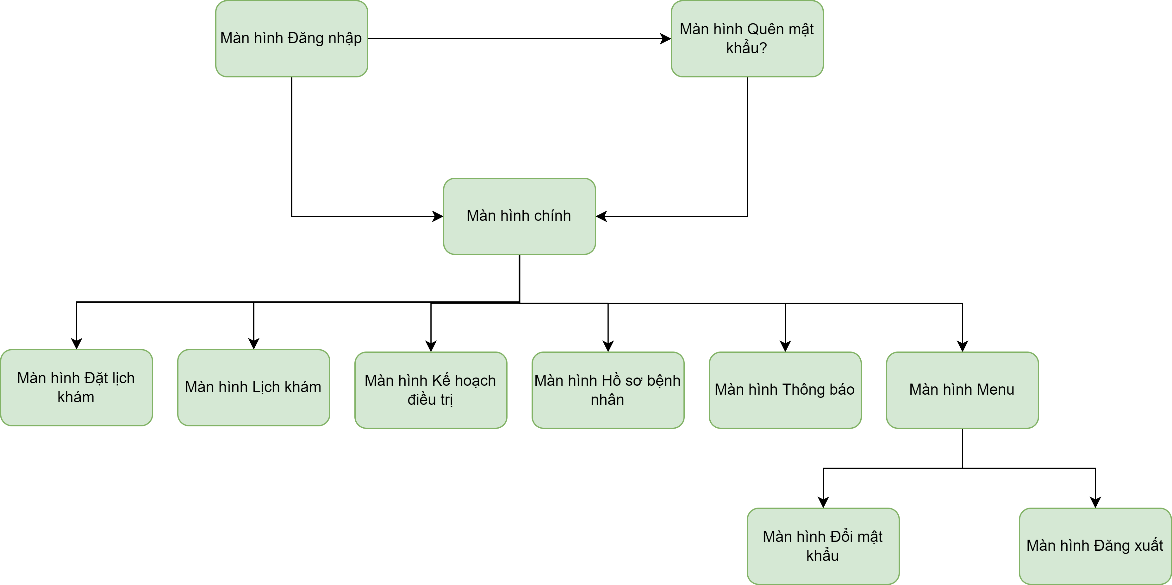 Màn hình Đăng nhập
Màn hình Quên mật
khẩu?
Màn hình chính
Màn hình Đặt lịch
khám
Màn hình Lịch khám
Màn hình Kế hoạch
điều trị
Màn hình Hồ sơ bệnh
nhân
Màn hình Thông báo
Màn hình Menu
Màn hình Đổi mật
khẩu
Màn hình Đăng xuất